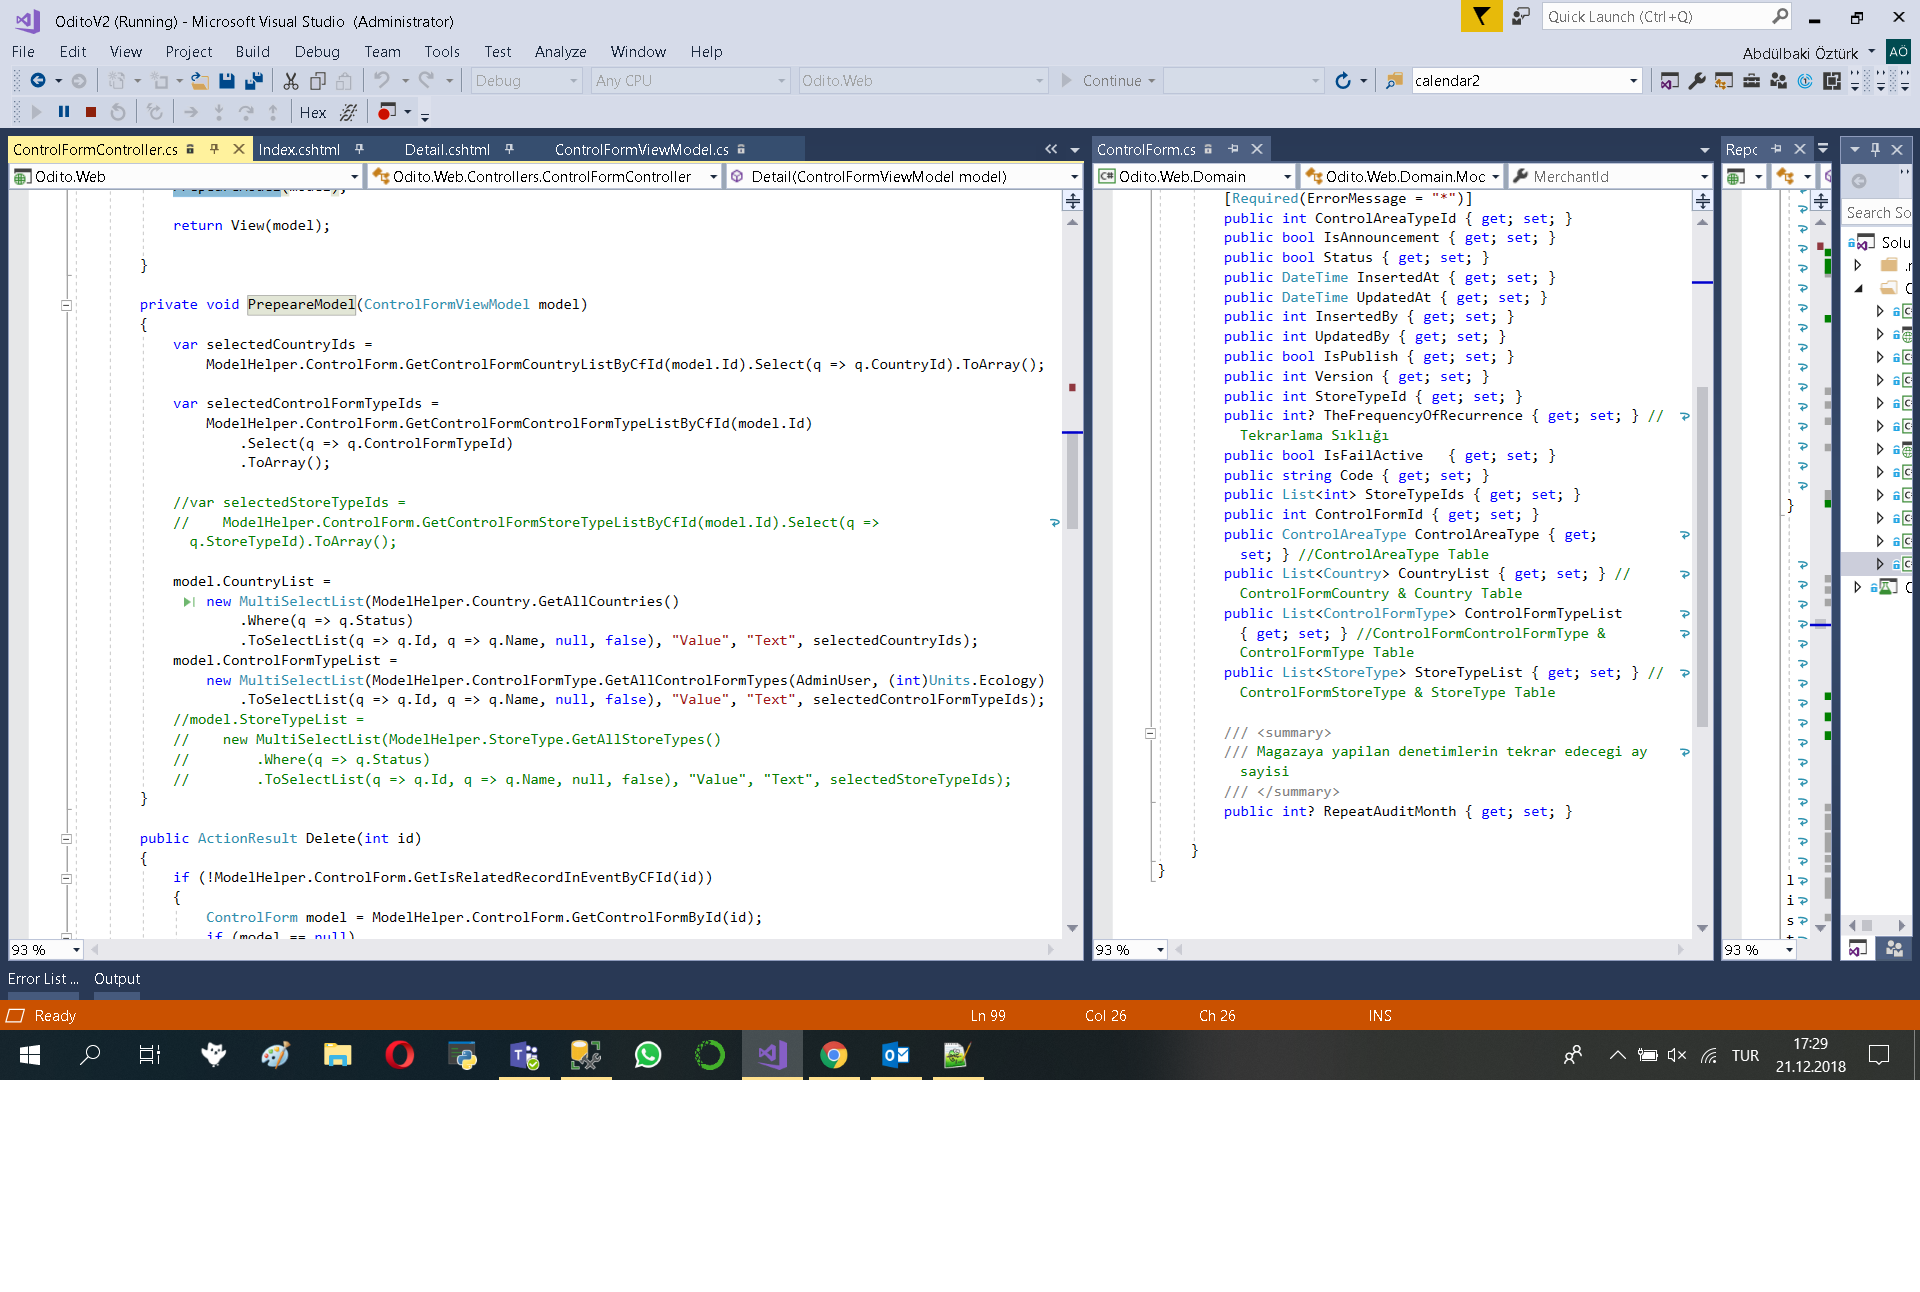 OditoV2 (Running) - Microsoft Visual Studio (Administrator)
Quick Launch (Ctrl+Q)
File Edit View Project Build Debug Team Tools Test Analyze Window Help
Abdülbaki Öztürk AÖ
Debug Any CPU Odito.Web Continue calendar2
Hex
ControlFormController.cs Index.cshtml Detail.cshtml ControlFormViewModel.cs
Odito.Web Odito.Web.Controllers.ControlFormController Detail(ControlFormViewModel model)
return View(model);
}
private void PrepeareModel(ControlFormViewModel model)
{
var selectedCountryIds =
ModelHelper.ControlForm.GetControlFormCountryListByCfId(model.Id).Select(q => q.CountryId).ToArray();
var selectedControlFormTypeIds =
ModelHelper.ControlForm.GetControlFormControlFormTypeListByCfId(model.Id)
.Select(q => q.ControlFormTypeId)
.ToArray();
//var selectedStoreTypeIds =
//    ModelHelper.ControlForm.GetControlFormStoreTypeListByCfId(model.Id).Select(q =>
q.StoreTypeId).ToArray();
model.CountryList =
new MultiSelectList(ModelHelper.Country.GetAllCountries()
.Where(q => q.Status)
.ToSelectList(q => q.Id, q => q.Name, null, false), "Value", "Text", selectedCountryIds);
model.ControlFormTypeList =
new MultiSelectList(ModelHelper.ControlFormType.GetAllControlFormTypes(AdminUser, (int)Units.Ecology)
.ToSelectList(q => q.Id, q => q.Name, null, false), "Value", "Text", selectedControlFormTypeIds);
//model.StoreTypeList =
//    new MultiSelectList(ModelHelper.StoreType.GetAllStoreTypes()
//        .Where(q => q.Status)
//        .ToSelectList(q => q.Id, q => q.Name, null, false), "Value", "Text", selectedStoreTypeIds);
}
public ActionResult Delete(int id)
{
if (!ModelHelper.ControlForm.GetIsRelatedRecordInEventByCFId(id))
{
ControlForm model = ModelHelper.ControlForm.GetControlFormById(id);
if (model == null)
93 %
ControlForm.cs
Odito.Web.Domain Odito.Web.Domain.Moc MerchantId
[Required(ErrorMessage = "*")]
public int ControlAreaTypeId { get; set; }
public bool IsAnnouncement { get; set; }
public bool Status { get; set; }
public DateTime InsertedAt { get; set; }
public DateTime UpdatedAt { get; set; }
public int InsertedBy { get; set; }
public int UpdatedBy { get; set; }
public bool IsPublish { get; set; }
public int Version { get; set; }
public int StoreTypeId { get; set; }
public int? TheFrequencyOfRecurrence { get; set; } //
Tekrarlama Sıklığı
public bool IsFailActive   { get; set; }
public string Code { get; set; }
public List<int> StoreTypeIds { get; set; }
public int ControlFormId { get; set; }
public ControlAreaType ControlAreaType { get;
set; } //ControlAreaType Table
public List<Country> CountryList { get; set; } //
ControlFormCountry & Country Table
public List<ControlFormType> ControlFormTypeList
{ get; set; } //ControlFormControlFormType &
ControlFormType Table
public List<StoreType> StoreTypeList { get; set; } //
ControlFormStoreType & StoreType Table
/// <summary>
/// Magazaya yapilan denetimlerin tekrar edecegi ay
sayisi
/// </summary>
public int? RepeatAuditMonth { get; set; }
}
}
93 %
Repc
}
l
i
s
93 %
Search So
Solu
Error List ... Output
Ready Ln 99 Col 26 Ch 26 INS
TUR 17:29
21.12.2018